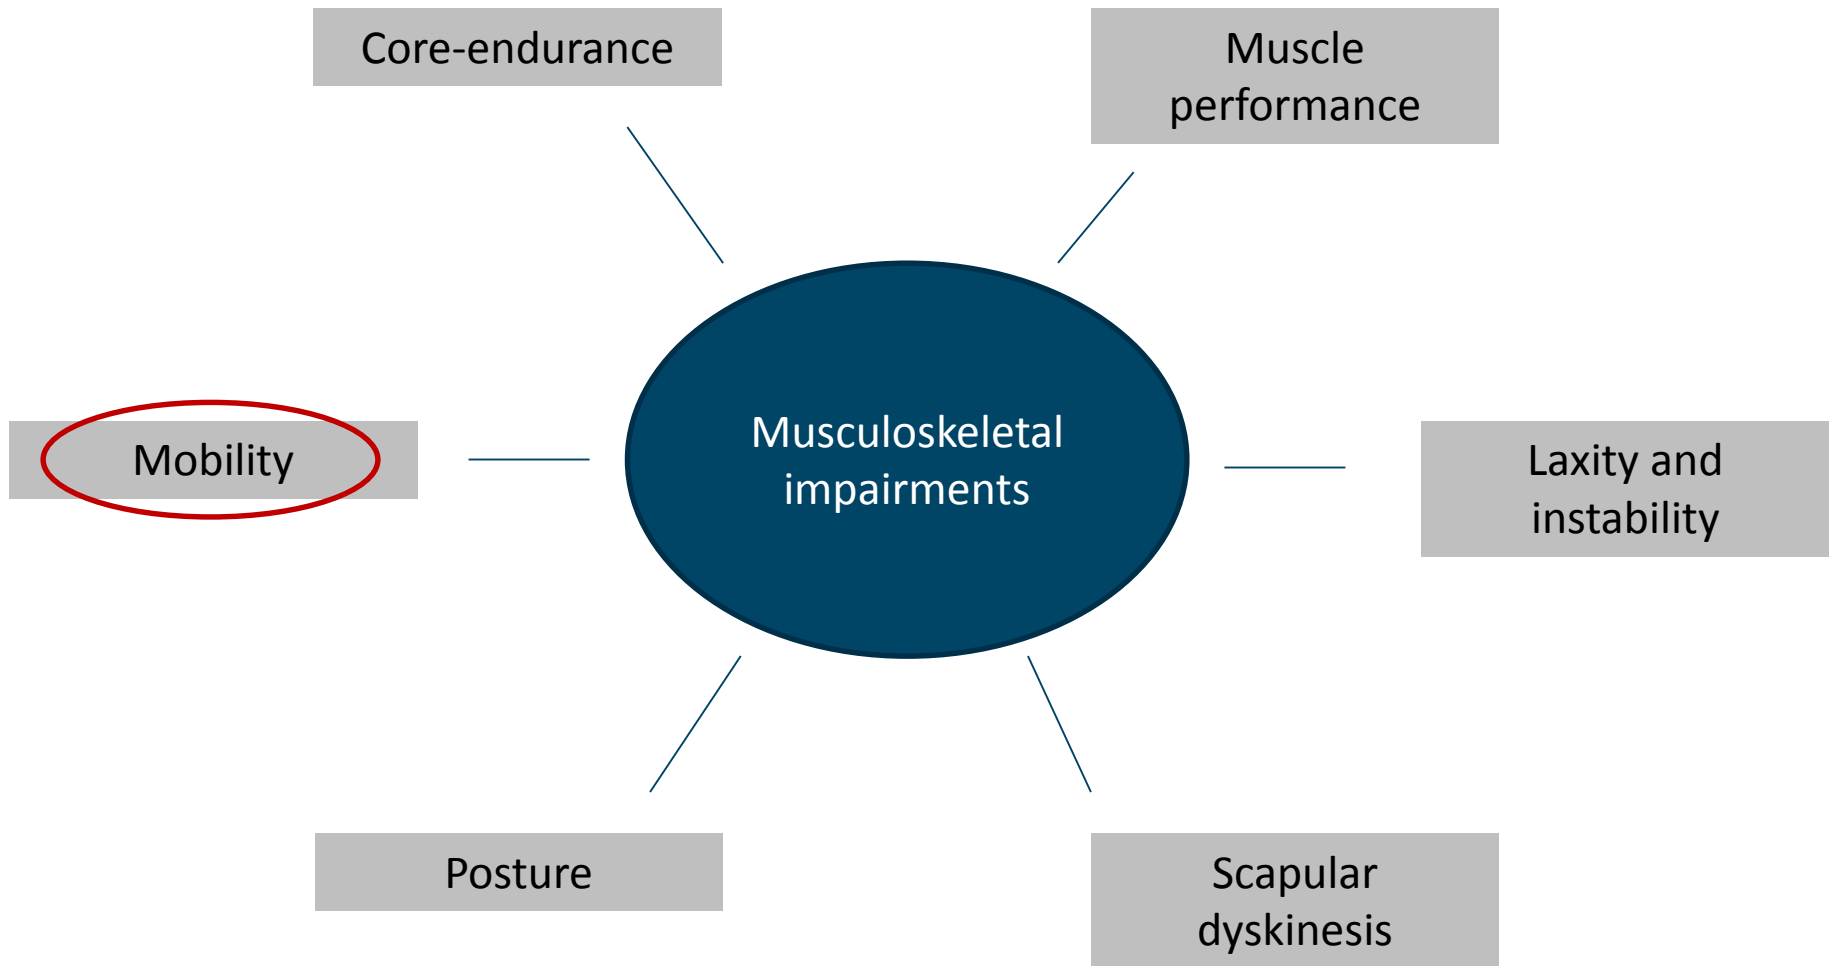 Core-endurance
Muscle
performance
Mobility
Musculoskeletal
impairments
Laxity and
instability
Posture
Scapular
dyskinesis